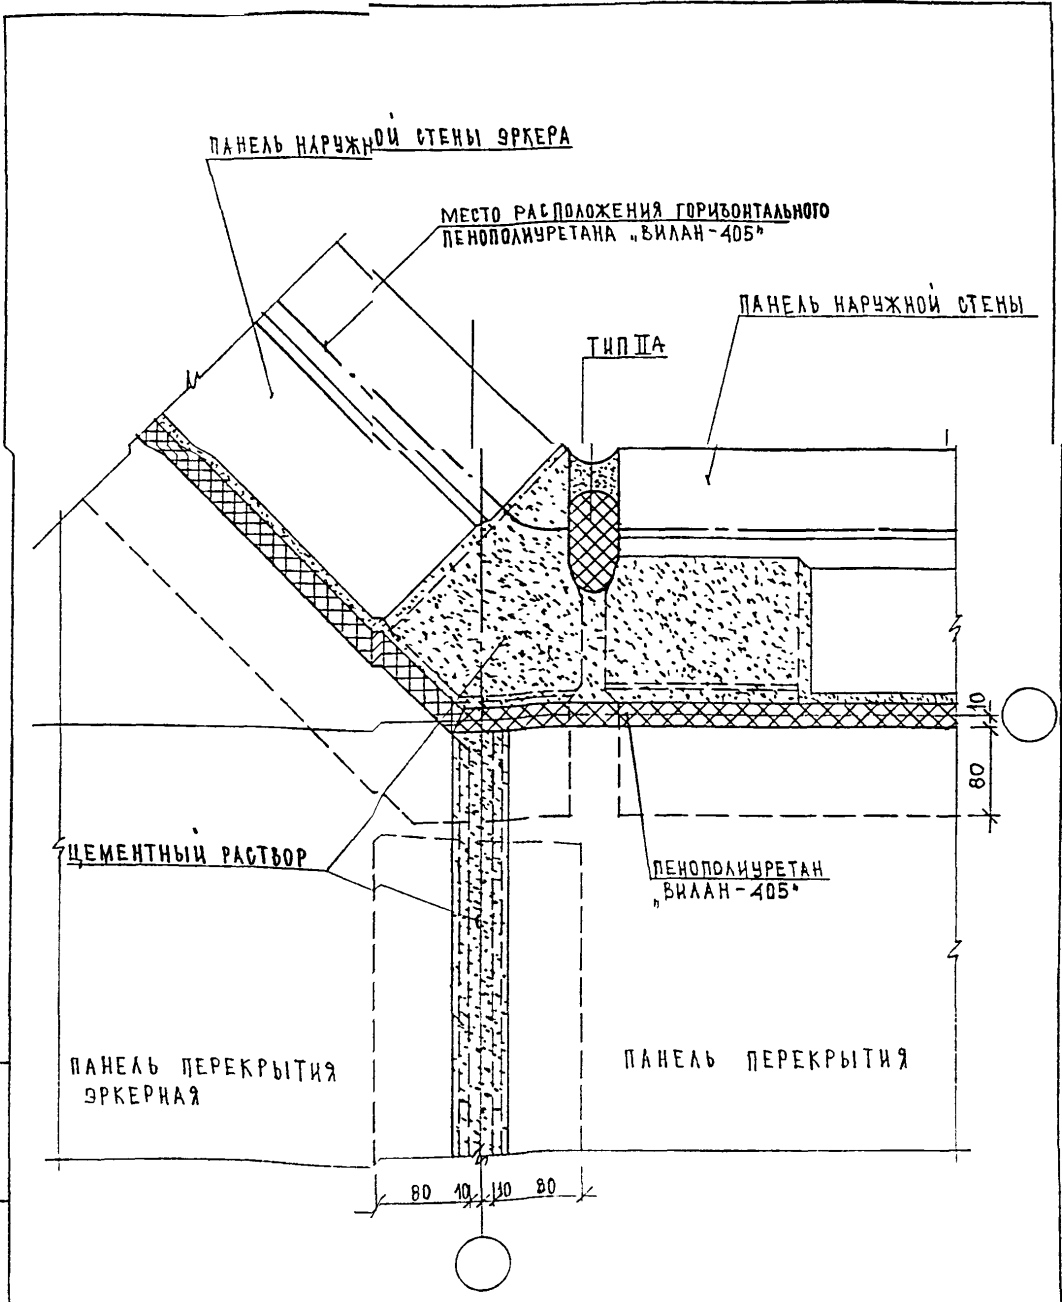 ПАНЕЛЬ НАРУЖНОЙ СТЕНЫ ЭРКЕРА
МЕСТО РАСПОЛОЖЕНИЯ ГОРИЗОНТАЛЬНОГО
ПЕНОПОЛИУРЕТАНА „ВИЛАН-405"
ПАНЕЛЬ НАРУЖНОЙ СТЕНЫ
ТИП IIА
10
80
ЦЕМЕНТНЫЙ РАСТВОР
ПЕНОПОЛИУРЕТАН
„ВИЛАН-405"
ПАНЕЛЬ ПЕРЕКРЫТИЯ
ЭРКЕРНАЯ
ПАНЕЛЬ ПЕРЕКРЫТИЯ
80 10 10 80